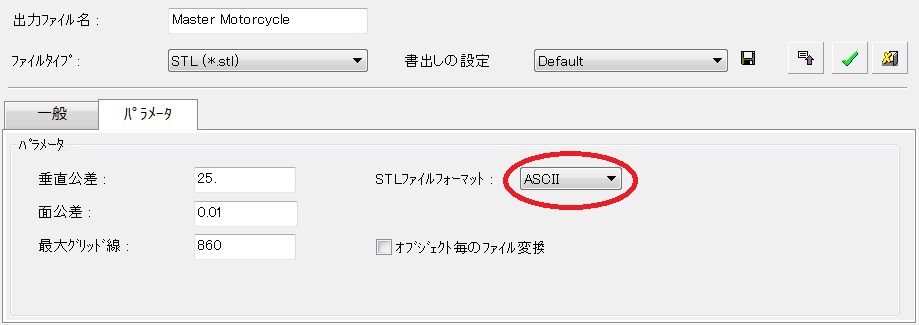 出力ファイル名 : Master Motorcycle
ファイルタイプ : STL (*.stl) 書出しの設定 Default
一般 パラメータ
パラメータ
垂直公差 : 25. STLファイルフォーマット : ASCII
面公差 : 0.01
最大グリッド線 : 860 オブジェクト毎のファイル変換